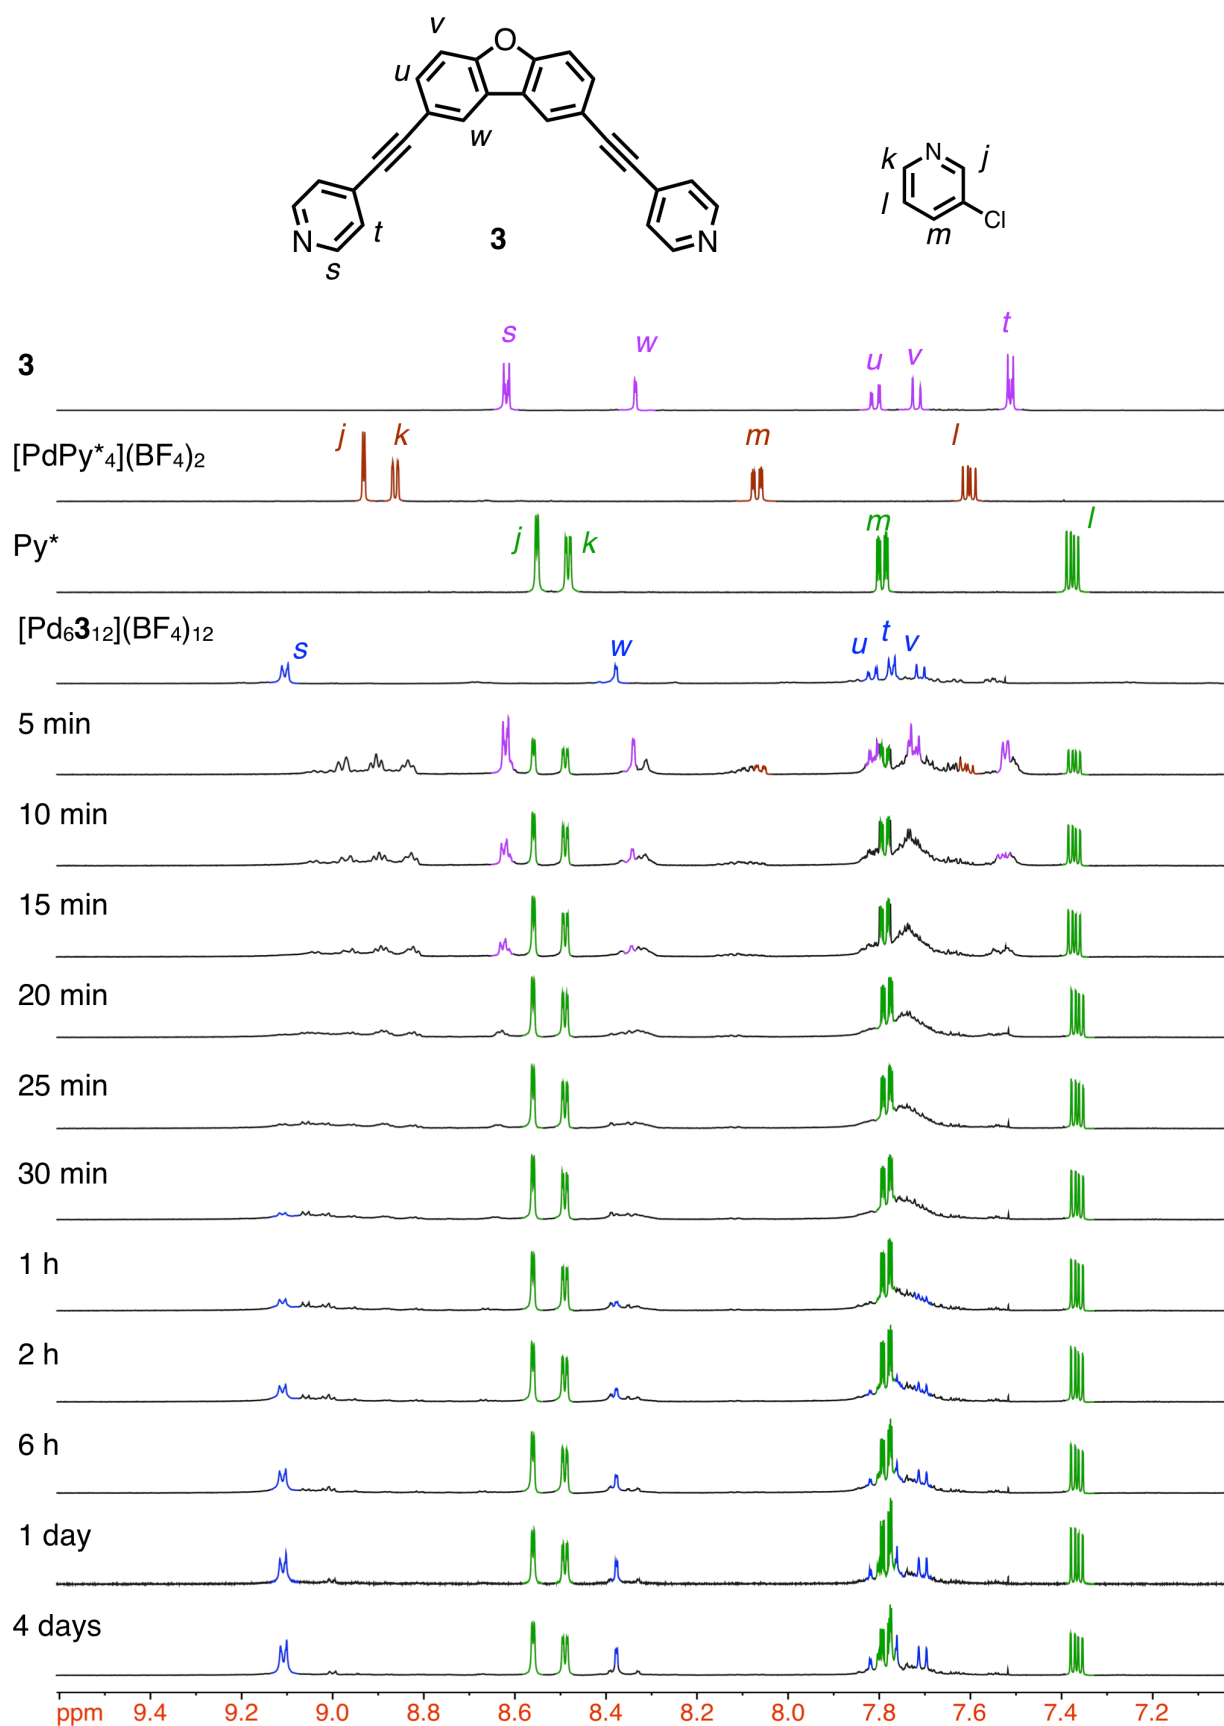 v
O
u
w
k
N
j
l
Cl
m
t
N
3
N
s
s
w
u
v
t
3
j
k
m
l
[PdPy*4](BF4)2
j
k
m
l
Py*
[Pd6312](BF4)12
s
w
u
t
v
5 min
10 min
15 min
20 min
25 min
30 min
1 h
2 h
6 h
1 day
4 days
ppm 9.4 9.2 9.0 8.8 8.6 8.4 8.2 8.0 7.8 7.6 7.4 7.2